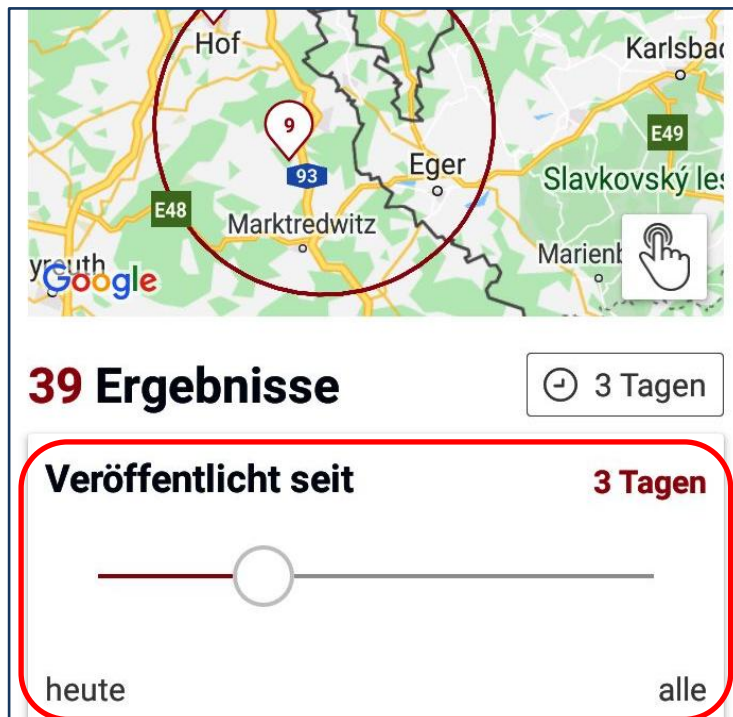 Hof
Karlsbad
9
E49
93
Eger
Slavkovský les
E48
Marktredwitz
Marienb
yreuth
Google
39 Ergebnisse
3 Tagen
Veröffentlicht seit
3 Tagen
heute
alle